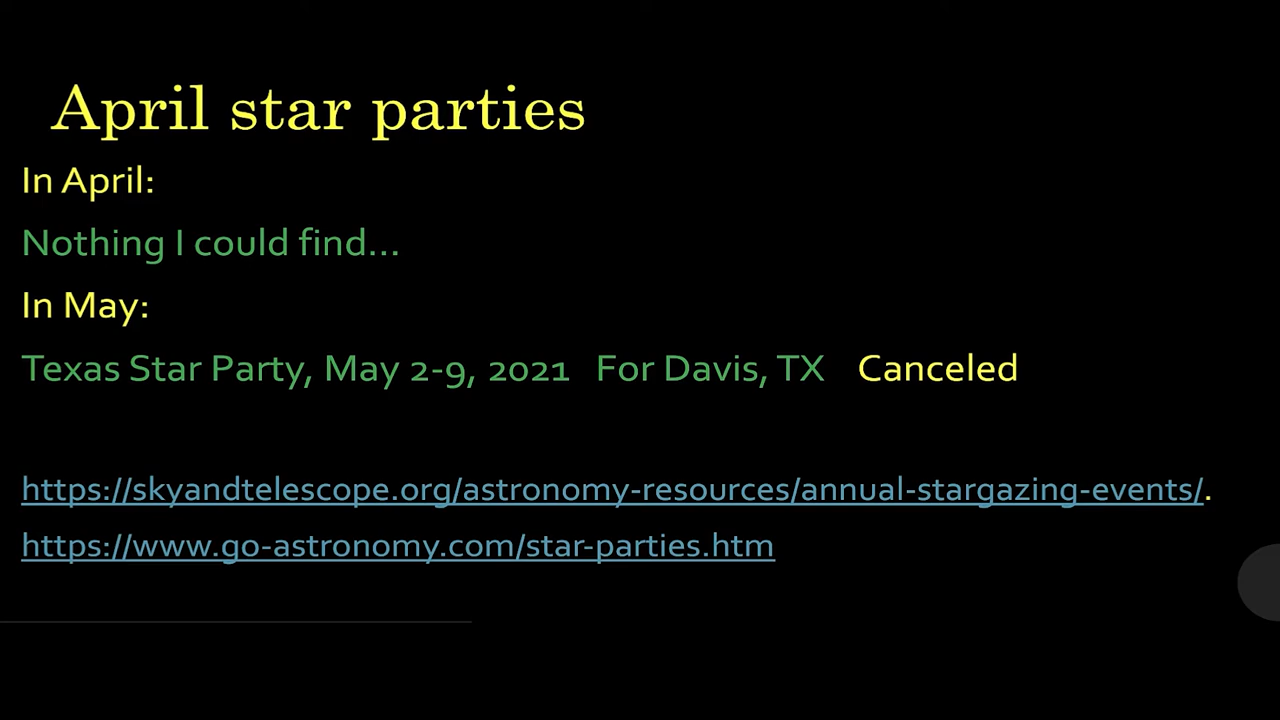 April star parties
In April:
Nothing I could find...
In May:
Texas Star Party, May 2-9, 2021 For Davis, TX Canceled
https://skyandtelescope.org/astronomy-resources/annual-stargazing-events/.
https://www.go-astronomy.com/star-parties.htm